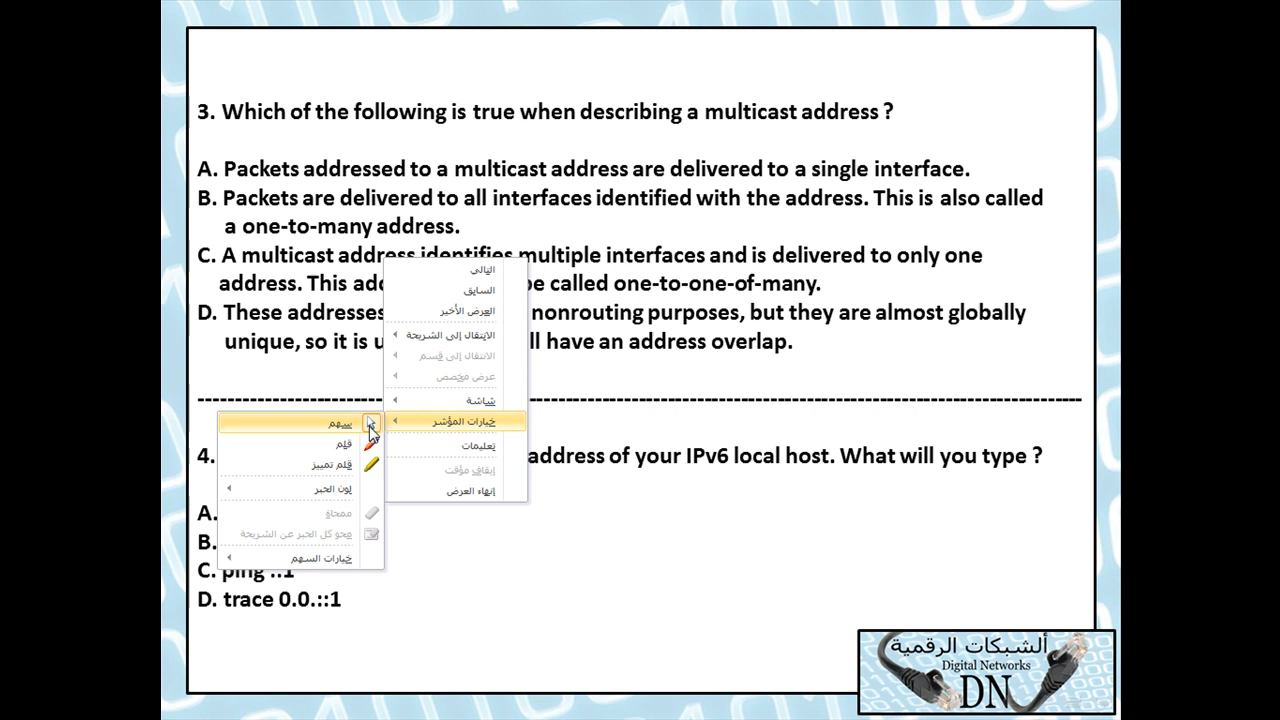 3. Which of the following is true when describing a multicast address ?
A. Packets addressed to a multicast address are delivered to a single interface.
B. Packets are delivered to all interfaces identified with the address. This is also called
a one-to-many address.
C. A multicast address identifies multiple interfaces and is delivered to only one
address. This be called one-to-one-of-many.
D. These addresses nonrouting purposes, but they are almost globally
unique, so it is have an address overlap.
التالي
السابق
العرض الأخير
الانتقال إلى الشريحة
الانتقال إلى قسم
عرض مخصص
شاشة
خيارات المؤشر
تعليمات
إيقاف مؤقت
إنهاء العرض
سهم
قلم
قلم تمييز
لون الحبر
ممحاة
محو كل الحبر عن الشريحة
خيارات السهم
4. address of your IPv6 local host. What will you type ?
A.
B.
C. ping ::1
D. trace 0.0.::1
ألشبكات الرقمية
Digital Networks
DN